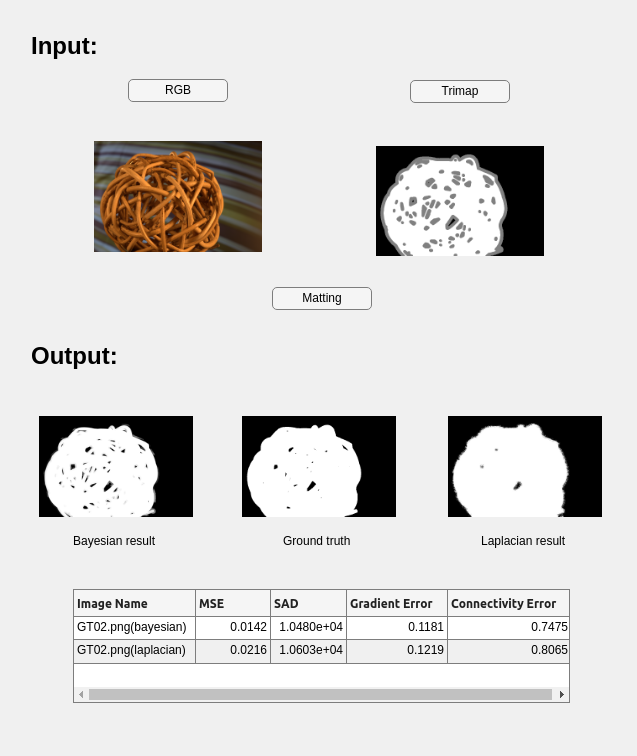 Input:
RGB Trimap
Matting
Output:
Bayesian result Ground truth Laplacian result
Image Name MSE SAD Gradient Error Connectivity Error
GT02.png(bayesian) 0.0142 1.0480e+04 0.1181 0.7475
GT02.png(laplacian) 0.0216 1.0603e+04 0.1219 0.8065